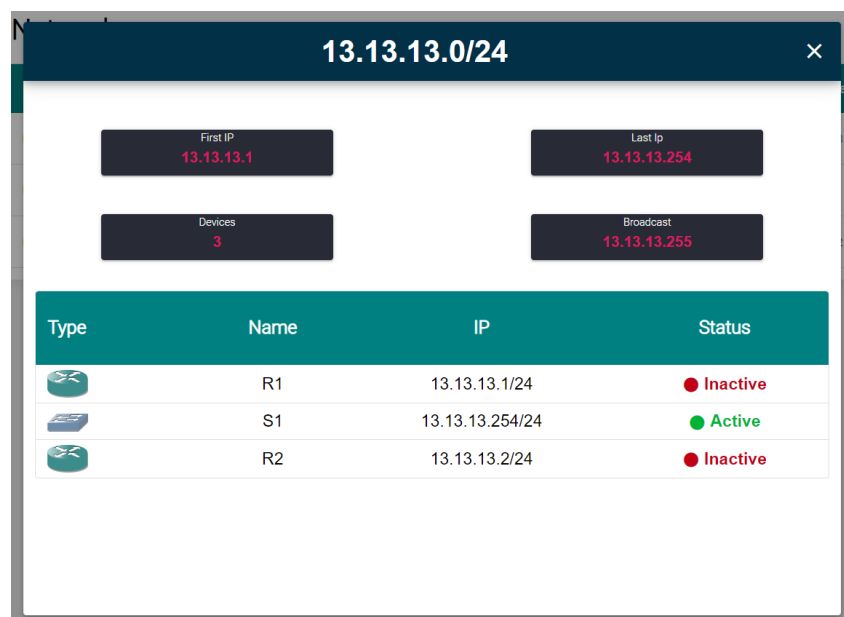 13.13.13.0/24 ×
First IP
13.13.13.1
Last Ip
13.13.13.254
Devices
3
Broadcast
13.13.13.255
Type Name IP Status
R1 13.13.13.1/24 Inactive
S1 13.13.13.254/24 Active
R2 13.13.13.2/24 Inactive